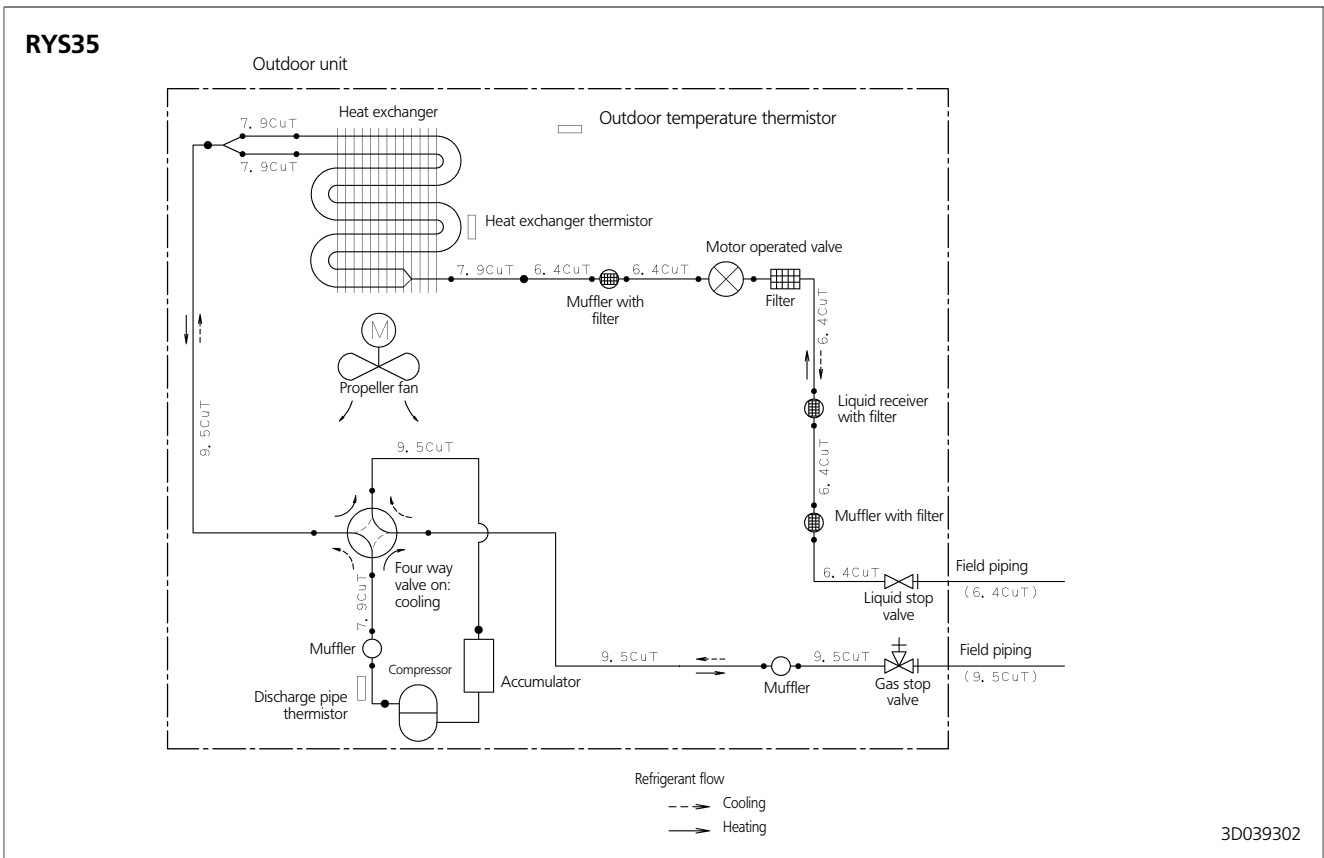 RYS35
Outdoor unit
Heat exchanger
Outdoor temperature thermistor
7. 9CuT
7. 9CuT
Heat exchanger thermistor
Motor operated valve
7. 9CuT
6. 4CuT
6. 4CuT
Muffler with
filter
Filter
6. 4CuT
M
Propeller fan
9. 5CuT
Liquid receiver
with filter
9. 5CuT
6. 4CuT
Muffler with filter
Four way
valve on:
cooling
7. 9CuT
6. 4CuT
Field piping
(6. 4CuT)
Liquid stop
valve
Muffler
Compressor
Accumulator
Discharge pipe
thermistor
9. 5CuT
9. 5CuT
Muffler
Gas stop
valve
Field piping
(9. 5CuT)
Refrigerant flow
Cooling
Heating
3D039302